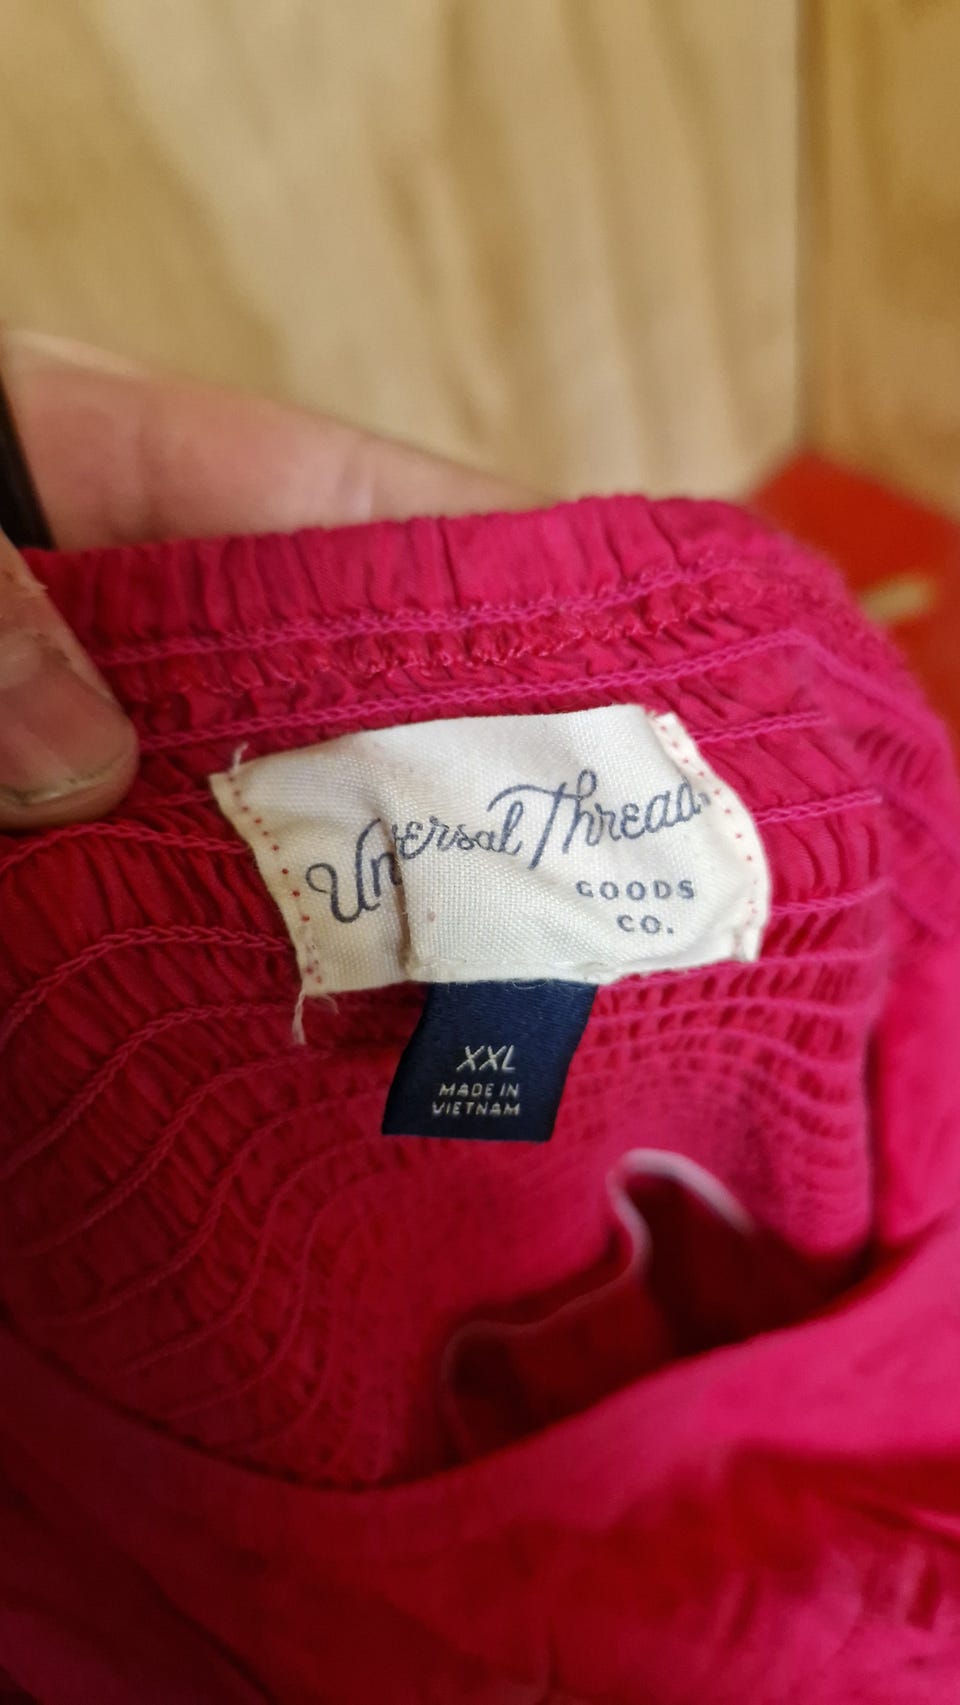 Universal Thread
GOODS
CO.
XXL
MADE IN
VIETNAM